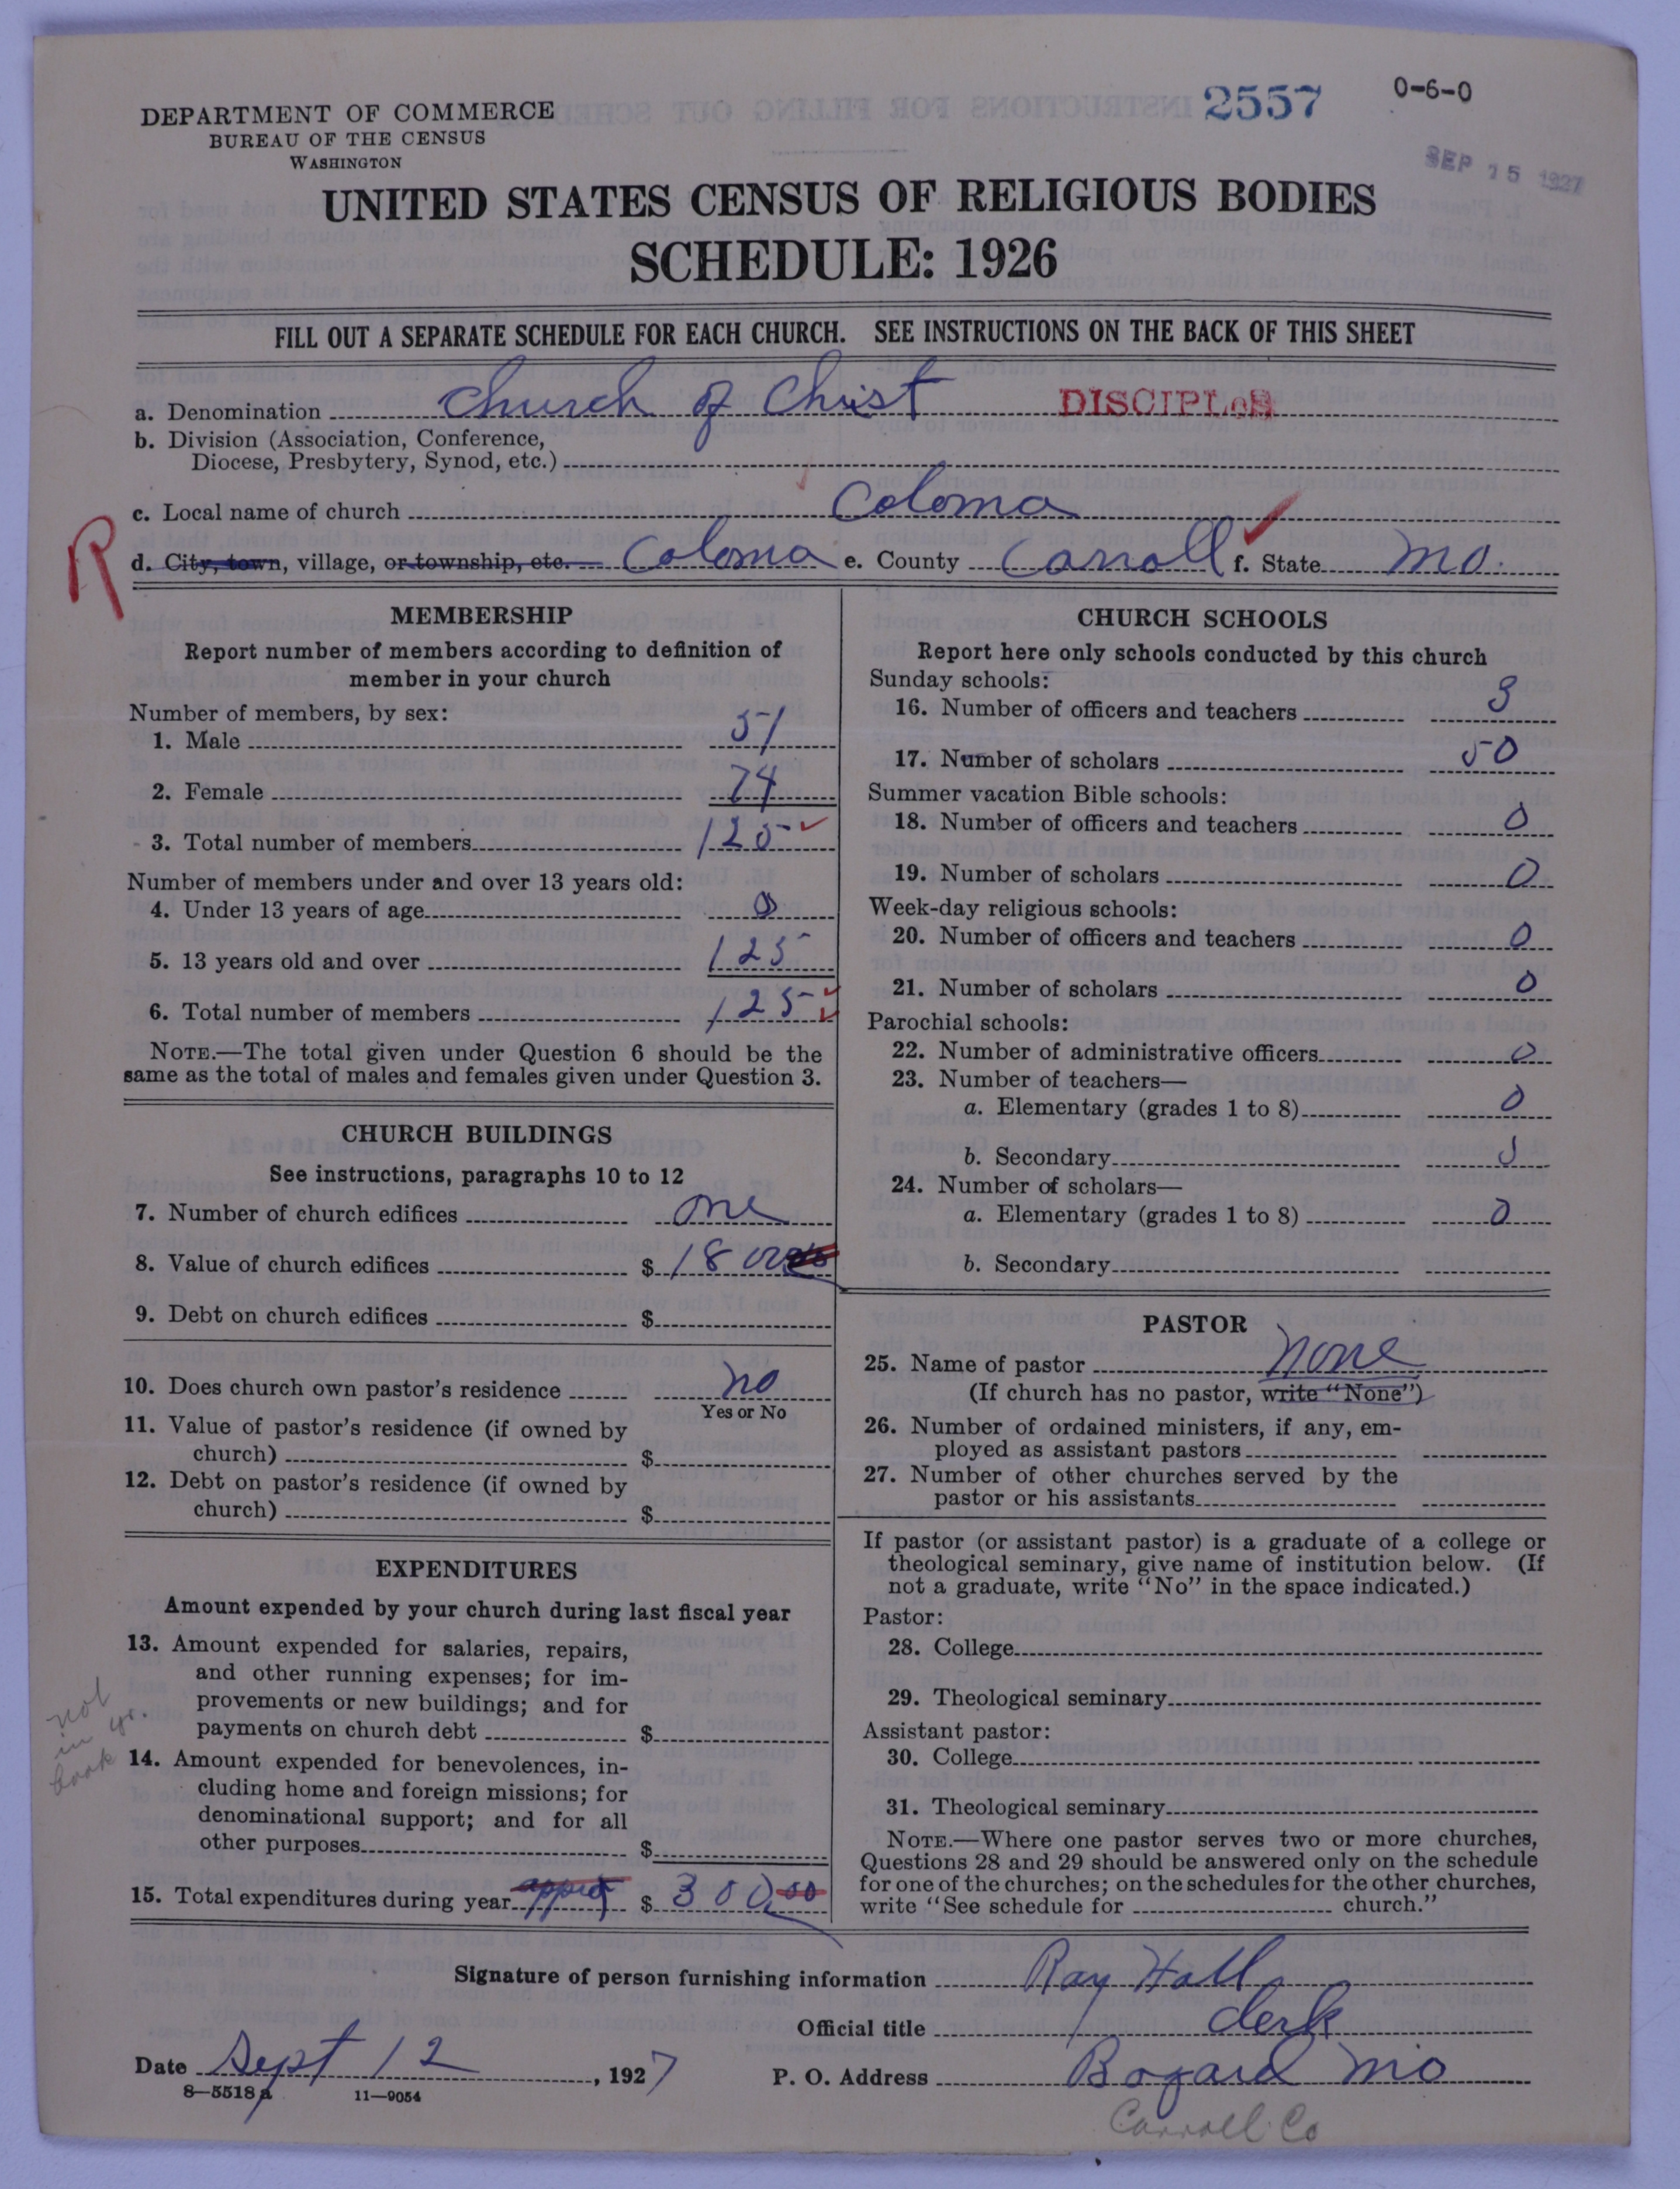 DEPARTMENT OF COMMERCE
BUREAU OF THE CENSUS
WASHINGTON
2557
0-6-0
SEP 15 1927
UNITED STATES CENSUS OF RELIGIOUS BODIES
SCHEDULE: 1926
FILL OUT A SEPARATE SCHEDULE FOR EACH CHURCH. SEE INSTRUCTIONS ON THE BACK OF THIS SHEET
a. Denomination Church of Christ DISCIPLES
b. Division (Association, Conference,
Diocese, Presbytery, Synod, etc.)
c. Local name of church Coloma
R
d. City, town, village, or township, etc. Coloma e. County Carroll f. State Mo.
MEMBERSHIP
Report number of members according to definition of
member in your church
Number of members, by sex:
1. Male 51
2. Female 74
3. Total number of members 125
Number of members under and over 13 years old:
4. Under 13 years of age 0
5. 13 years old and over 125
6. Total number of members 125
NOTE.—The total given under Question 6 should be the
same as the total of males and females given under Question 3.
CHURCH BUILDINGS
See instructions, paragraphs 10 to 12
7. Number of church edifices one
8. Value of church edifices $ 1800
9. Debt on church edifices $
10. Does church own pastor's residence no
Yes or No
11. Value of pastor's residence (if owned by
church) $
12. Debt on pastor's residence (if owned by
church) $
EXPENDITURES
Amount expended by your church during last fiscal year
13. Amount expended for salaries, repairs,
and other running expenses; for im-
provements or new buildings; and for
payments on church debt $
not
in yr.
book
14. Amount expended for benevolences, in-
cluding home and foreign missions; for
denominational support; and for all
other purposes $
15. Total expenditures during year $ 300.00
CHURCH SCHOOLS
Report here only schools conducted by this church
Sunday schools:
16. Number of officers and teachers
17. Number of scholars 50
Summer vacation Bible schools:
18. Number of officers and teachers 0
19. Number of scholars 0
Week-day religious schools:
20. Number of officers and teachers 0
21. Number of scholars 0
Parochial schools:
22. Number of administrative officers 0
23. Number of teachers—
a. Elementary (grades 1 to 8) 0
b. Secondary
24. Number of scholars—
a. Elementary (grades 1 to 8) 0
b. Secondary
PASTOR
25. Name of pastor None
(If church has no pastor, write "None")
26. Number of ordained ministers, if any, em-
ployed as assistant pastors
27. Number of other churches served by the
pastor or his assistants
If pastor (or assistant pastor) is a graduate of a college or
theological seminary, give name of institution below. (If
not a graduate, write "No" in the space indicated.)
Pastor:
28. College
29. Theological seminary
Assistant pastor:
30. College
31. Theological seminary
NOTE.—Where one pastor serves two or more churches,
Questions 28 and 29 should be answered only on the schedule
for one of the churches; on the schedules for the other churches,
write "See schedule for church."
Signature of person furnishing information Ray Hall
Official title clerk
Date Sept 12, 1927 P. O. Address Bogard Mo
8—5518a 11—9054
Carroll Co